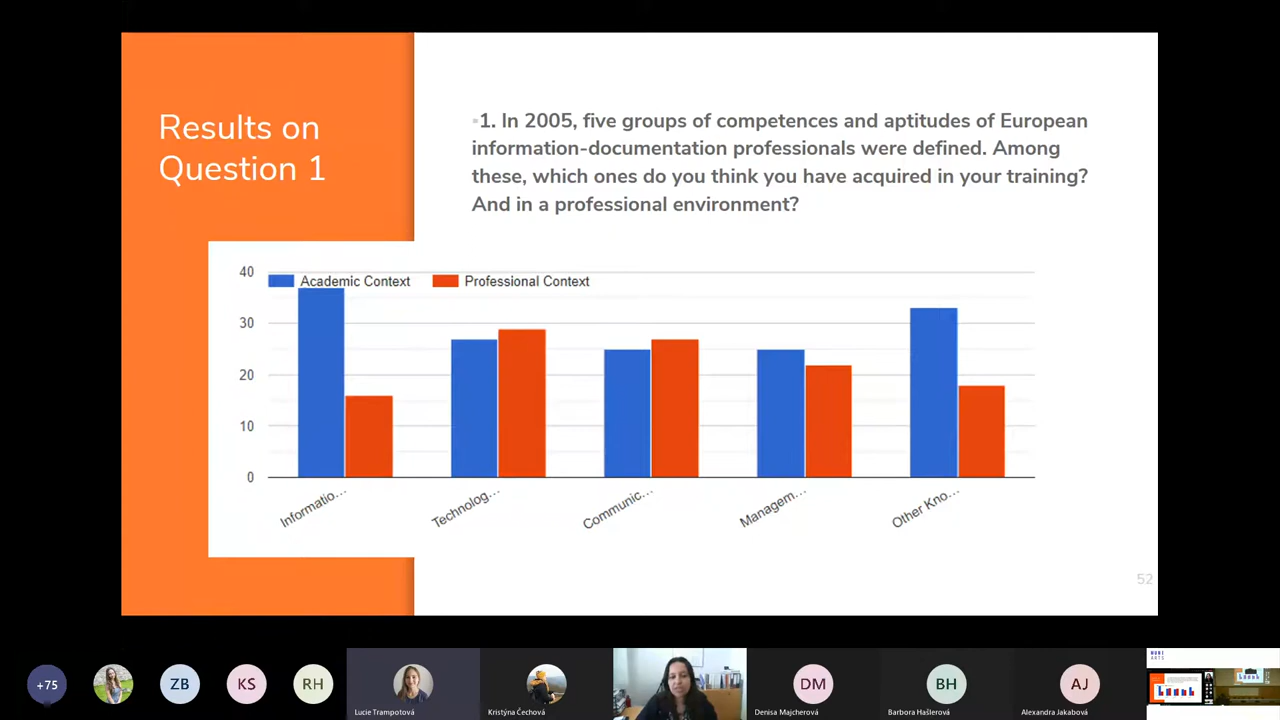 Results on
Question 1
1. In 2005, five groups of competences and aptitudes of European
information-documentation professionals were defined. Among
these, which ones do you think you have acquired in your training?
And in a professional environment?
40
30
20
10
0
Academic Context
Professional Context
Informatio...
Technolog...
Communic...
Managem...
Other Kno...
52
+75
ZB
KS
RH
Lucie Trampotová
Kristýna Čechová
DM
Denisa Majcherová
BH
Barbora Hašlerová
AJ
Alexandra Jakabová
MUNI
ARTS